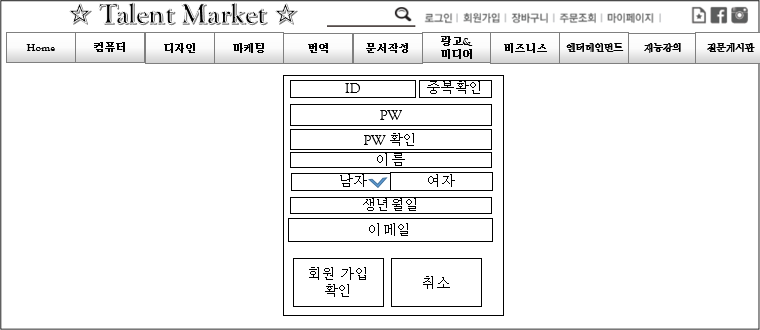 ☆ Talent Market ☆
로그인 | 회원가입 | 장바구니 | 주문조회 | 마이페이지 |
Home
컴퓨터
디자인
마케팅
번역
문서작성
광고&
미디어
비즈니스
엔터테인먼트
재능강의
질문게시판
ID
중복확인
PW
PW 확인
이름
남자
여자
생년월일
이메일
회원 가입
확인
취소